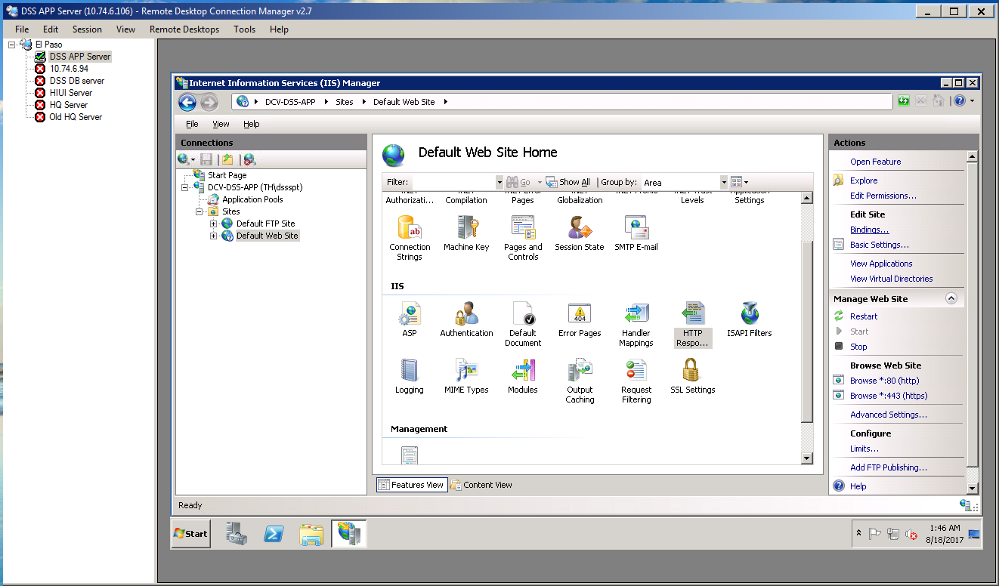 DSS APP Server (10.74.6.106) - Remote Desktop Connection Manager v2.7
File Edit Session View Remote Desktops Tools Help
El Paso
DSS APP Server
10.74.6.94
DSS DB server
HIUI Server
HQ Server
Old HQ Server
Internet Information Services (IIS) Manager
DCV-DSS-APP Sites Default Web Site
File View Help
Connections
Start Page
DCV-DSS-APP (TH\dssspt)
Application Pools
Sites
Default FTP Site
Default Web Site
Default Web Site Home
Filter: Go Show All Group by: Area
Authorizati... Compilation Pages Globalization Levels Settings
Connection Strings
Machine Key
Pages and Controls
Session State
SMTP E-mail
IIS
ASP
Authentication
Default Document
Error Pages
404
Handler Mappings
HTTP Respo...
ISAPI Filters
Logging
MIME Types
Modules
Output Caching
Request Filtering
SSL Settings
Management
Features View Content View
Actions
Open Feature
Explore
Edit Permissions...
Edit Site
Bindings...
Basic Settings...
View Applications
View Virtual Directories
Manage Web Site
Restart
Start
Stop
Browse Web Site
Browse *:80 (http)
Browse *:443 (https)
Advanced Settings...
Configure
Limits...
Add FTP Publishing...
Help
Ready
Start
1:46 AM
8/18/2017